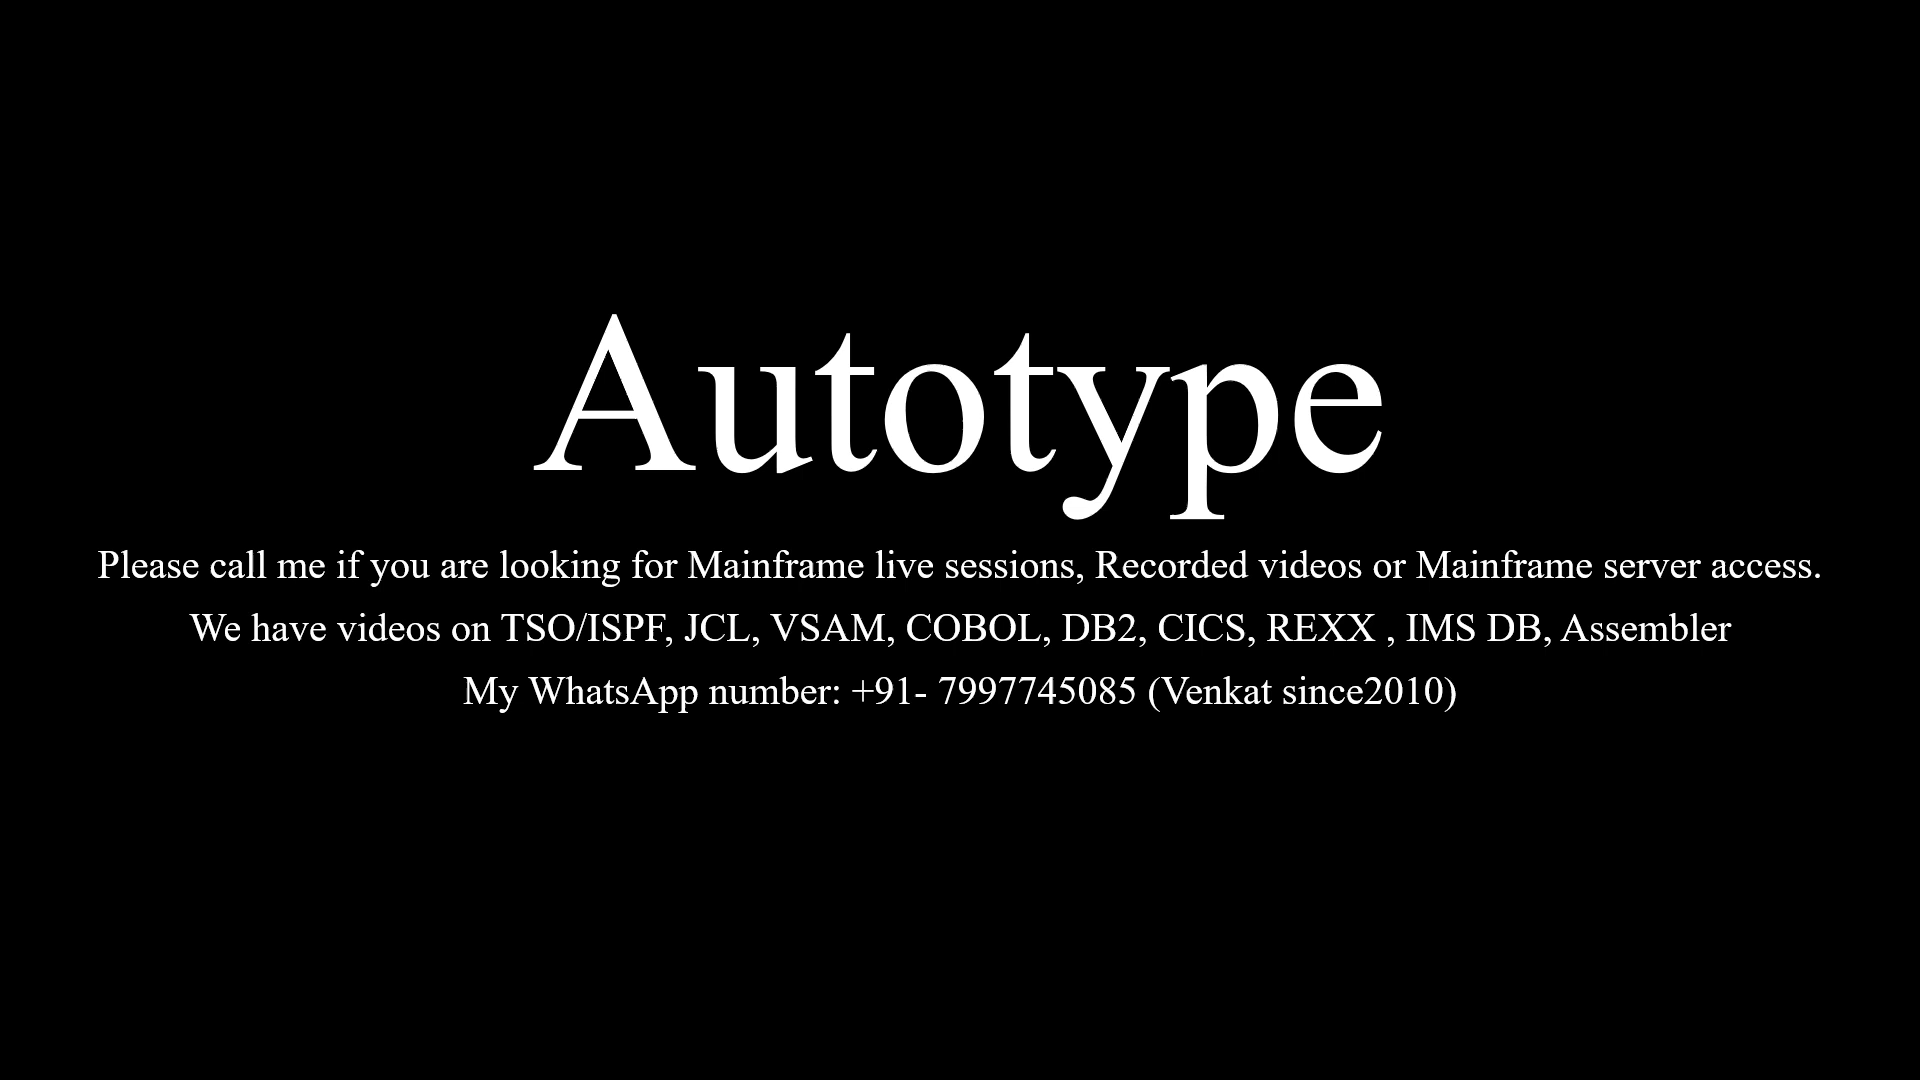 Autotype
Please call me if you are looking for Mainframe live sessions, Recorded videos or Mainframe server access.
We have videos on TSO/ISPF, JCL, VSAM, COBOL, DB2, CICS, REXX , IMS DB, Assembler
My WhatsApp number: +91- 7997745085 (Venkat since2010)